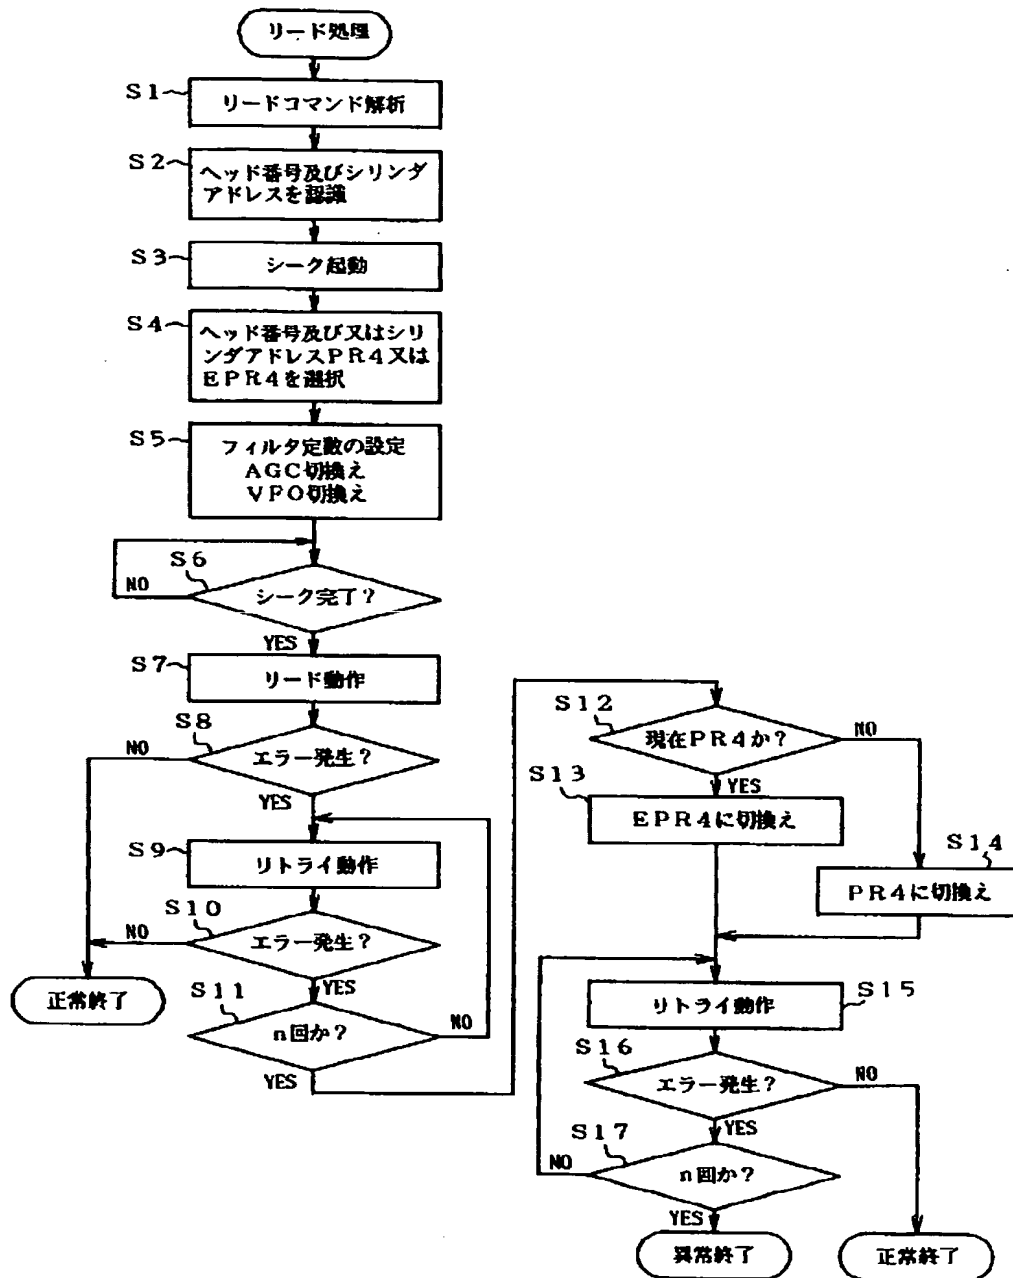 リード処理
S1
リードコマンド解析
S2
ヘッド番号及びシリンダ
アドレスを認識
S3
シーク起動
S4
ヘッド番号及び又はシリ
ンダアドレスPR4又は
EPR4を選択
S5
フィルタ定数の設定
AGC切換え
VFO切換え
S6
NO
シーク完了?
YES
S7
リード動作
S8
NO
エラー発生?
YES
S9
リトライ動作
S10
NO
エラー発生?
YES
正常終了
S11
n回か?
NO
YES
S12
現在PR4か?
NO
YES
S13
EPR4に切換え
S14
PR4に切換え
S15
リトライ動作
S16
エラー発生?
NO
YES
S17
NO
n回か?
YES
異常終了
正常終了